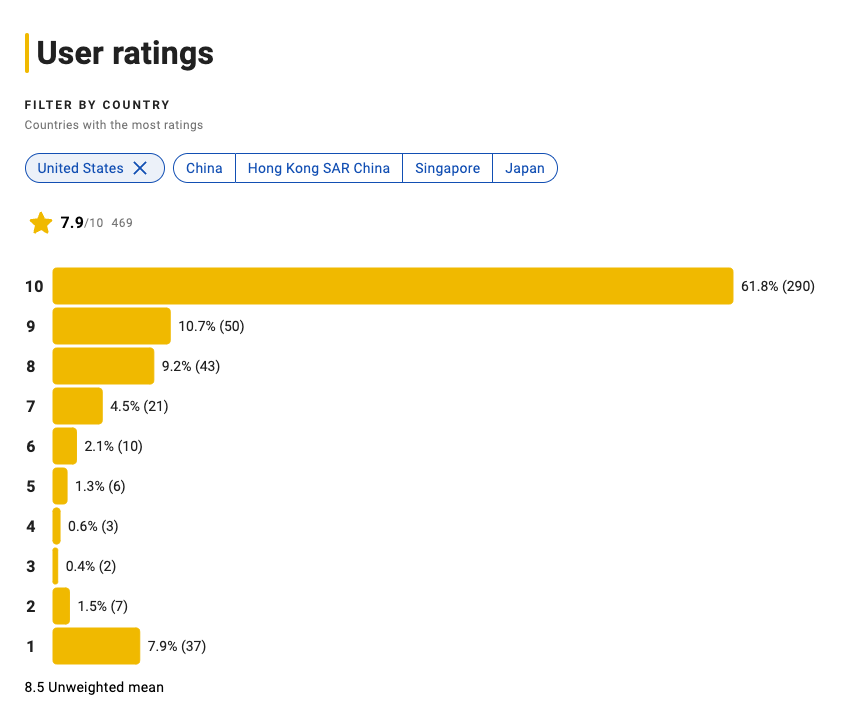 User ratings
FILTER BY COUNTRY
Countries with the most ratings
United States
China
Hong Kong SAR China
Singapore
Japan
7.9/10 469
10 61.8% (290)
9 10.7% (50)
8 9.2% (43)
7 4.5% (21)
6 2.1% (10)
5 1.3% (6)
4 0.6% (3)
3 0.4% (2)
2 1.5% (7)
1 7.9% (37)
8.5 Unweighted mean